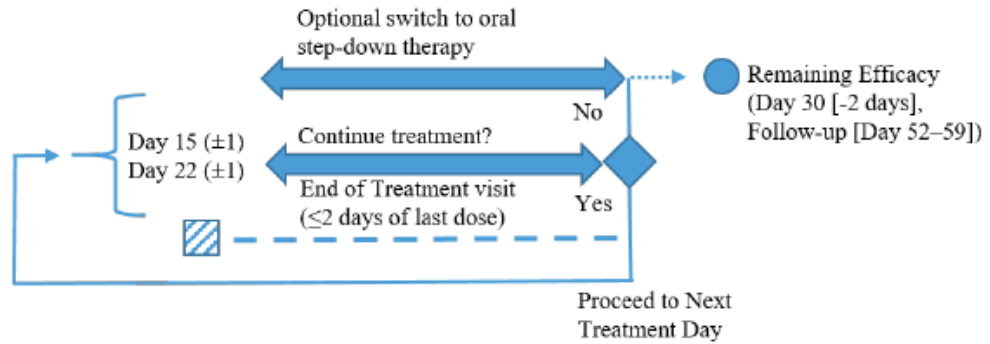 Optional switch to oral
step-down therapy
Remaining Efficacy
(Day 30 [-2 days],
Follow-up [Day 52–59])
No
Day 15 (±1)
Day 22 (±1)
Continue treatment?
End of Treatment visit
(≤2 days of last dose)
Yes
Proceed to Next
Treatment Day